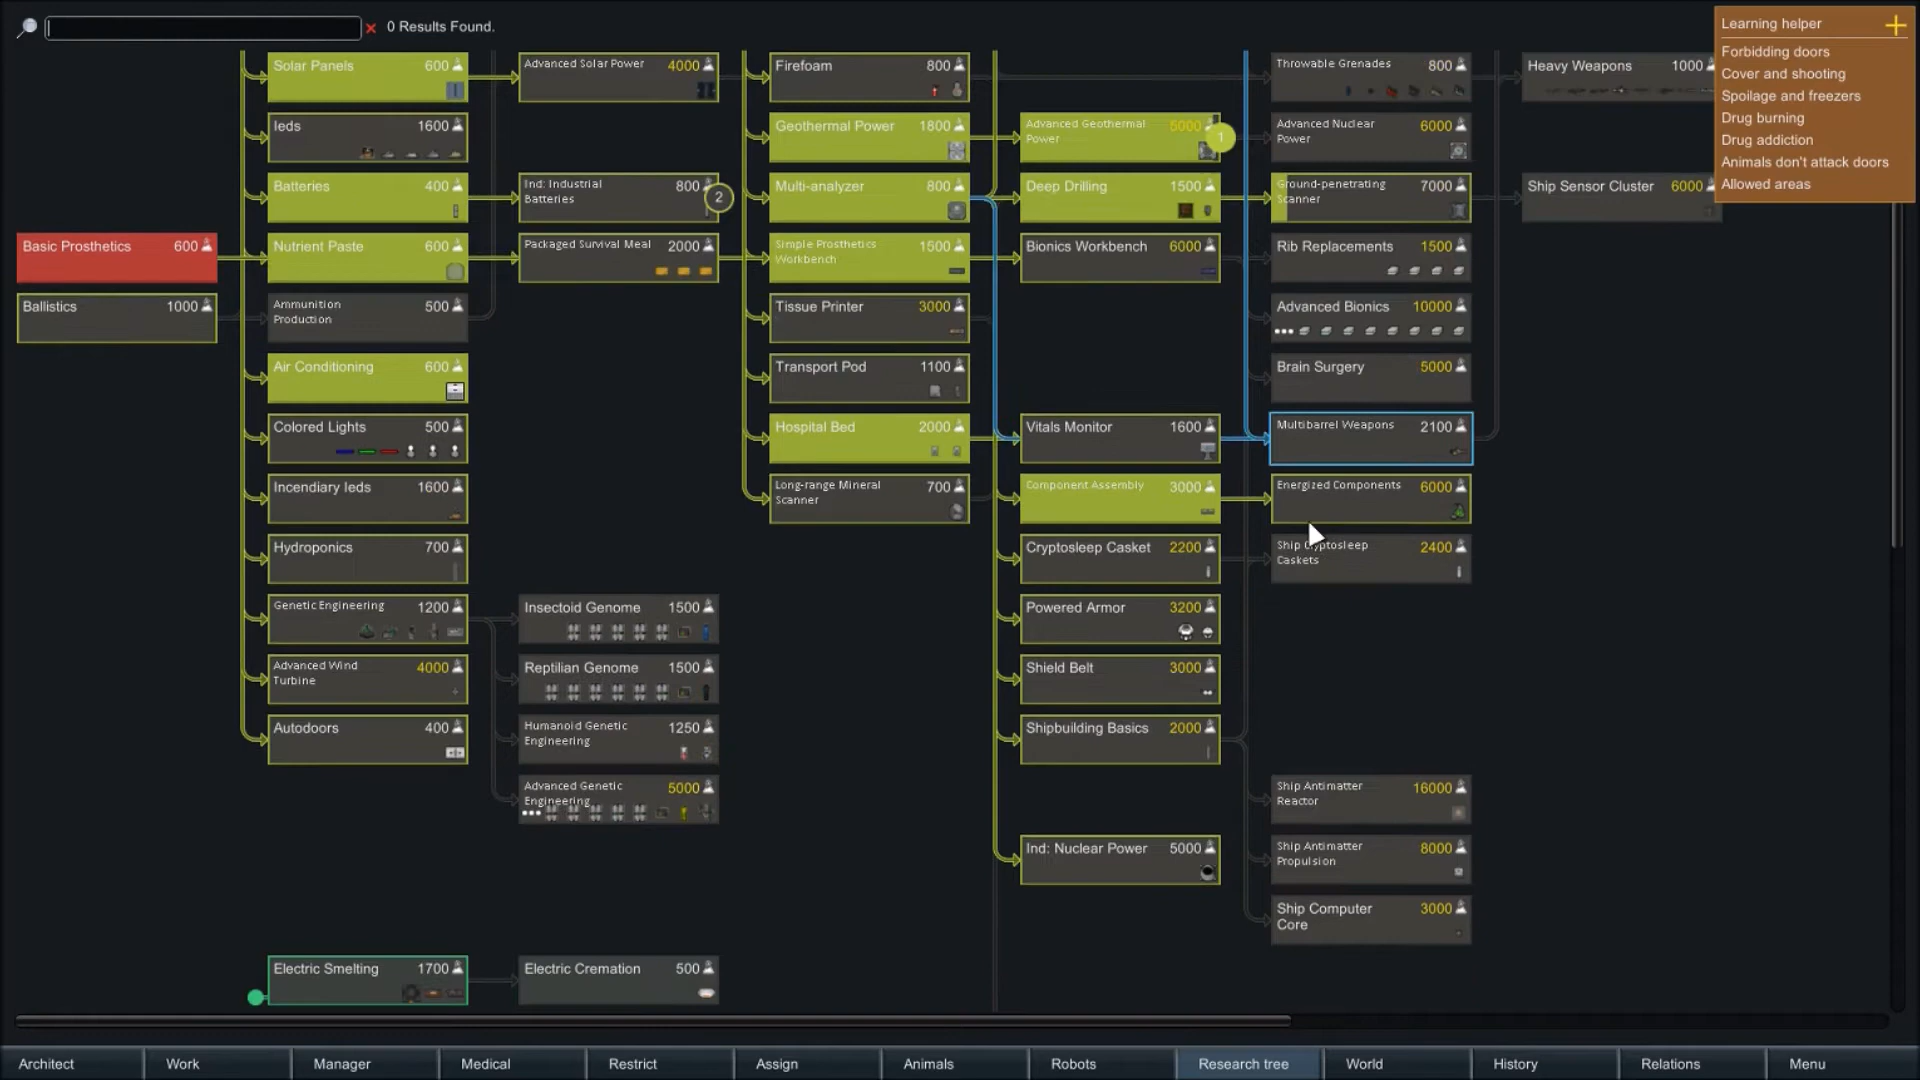 0 Results Found.
Learning helper
Forbidding doors
Cover and shooting
Spoilage and freezers
Drug burning
Drug addiction
Animals don't attack doors
Allowed areas
Basic Prosthetics 600
Ballistics 1000
Solar Panels 600
Ieds 1600
Batteries 400
Nutrient Paste 600
Ammunition
Production 500
Air Conditioning 600
Colored Lights 500
Incendiary Ieds 1600
Hydroponics 700
Genetic Engineering 1200
Advanced Wind
Turbine 4000
Autodoors 400
Electric Smelting 1700
Advanced Solar Power 4000
Ind: Industrial
Batteries 800
2
Packaged Survival Meal 2000
Insectoid Genome 1500
Reptilian Genome 1500
Humanoid Genetic
Engineering 1250
Advanced Genetic
Engineering 5000
Electric Cremation 500
Firefoam 800
Geothermal Power 1800
Multi-analyzer 800
Simple Prosthetics
Workbench 1500
Tissue Printer 3000
Transport Pod 1100
Hospital Bed 2000
Long-range Mineral
Scanner 700
Advanced Geothermal
Power 5000
1
Deep Drilling 1500
Bionics Workbench 6000
Vitals Monitor 1600
Component Assembly 3000
Cryptosleep Casket 2200
Powered Armor 3200
Shield Belt 3000
Shipbuilding Basics 2000
Ind: Nuclear Power 5000
Throwable Grenades 800
Advanced Nuclear
Power 6000
Ground-penetrating
Scanner 7000
Rib Replacements 1500
Advanced Bionics 10000
Brain Surgery 5000
Multibarrel Weapons 2100
Energized Components 6000
Ship Cryptosleep
Caskets 2400
Ship Antimatter
Reactor 16000
Ship Antimatter
Propulsion 8000
Ship Computer
Core 3000
Heavy Weapons 1000
Ship Sensor Cluster 6000
Architect
Work
Manager
Medical
Restrict
Assign
Animals
Robots
Research tree
World
History
Relations
Menu